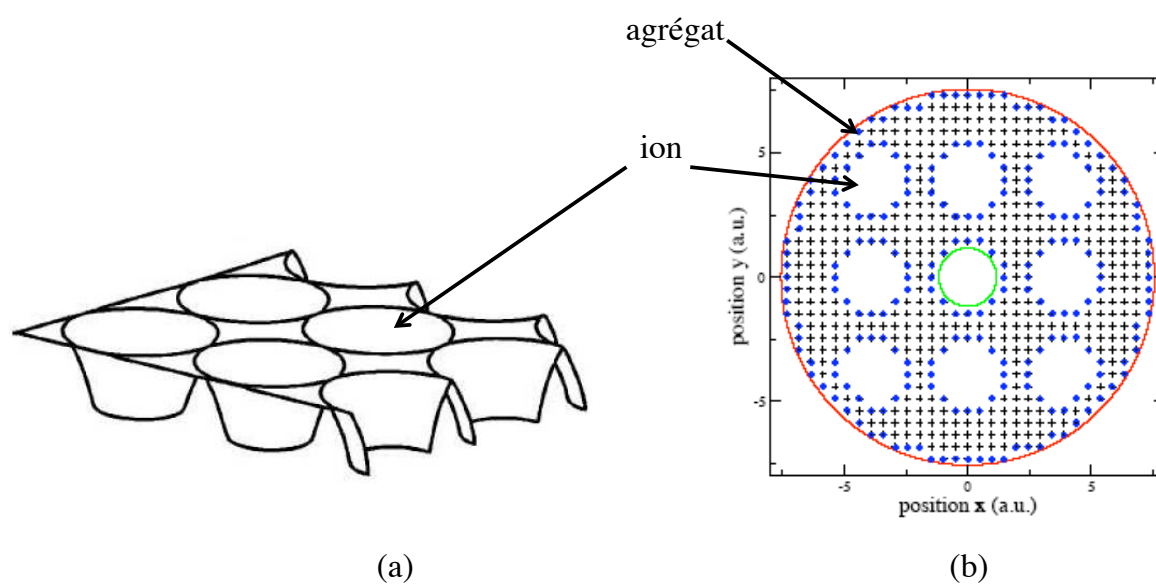 agrégat
ion
position y (a.u.)
5
0
-5
-5
0
5
position x (a.u.)
(a)
(b)